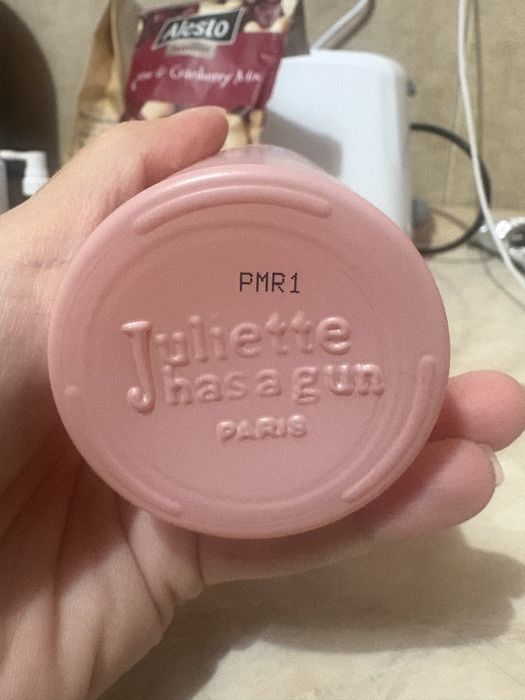 Alesto
& Cranberry Mix
PMR1
Juliette
has a gun
PARIS